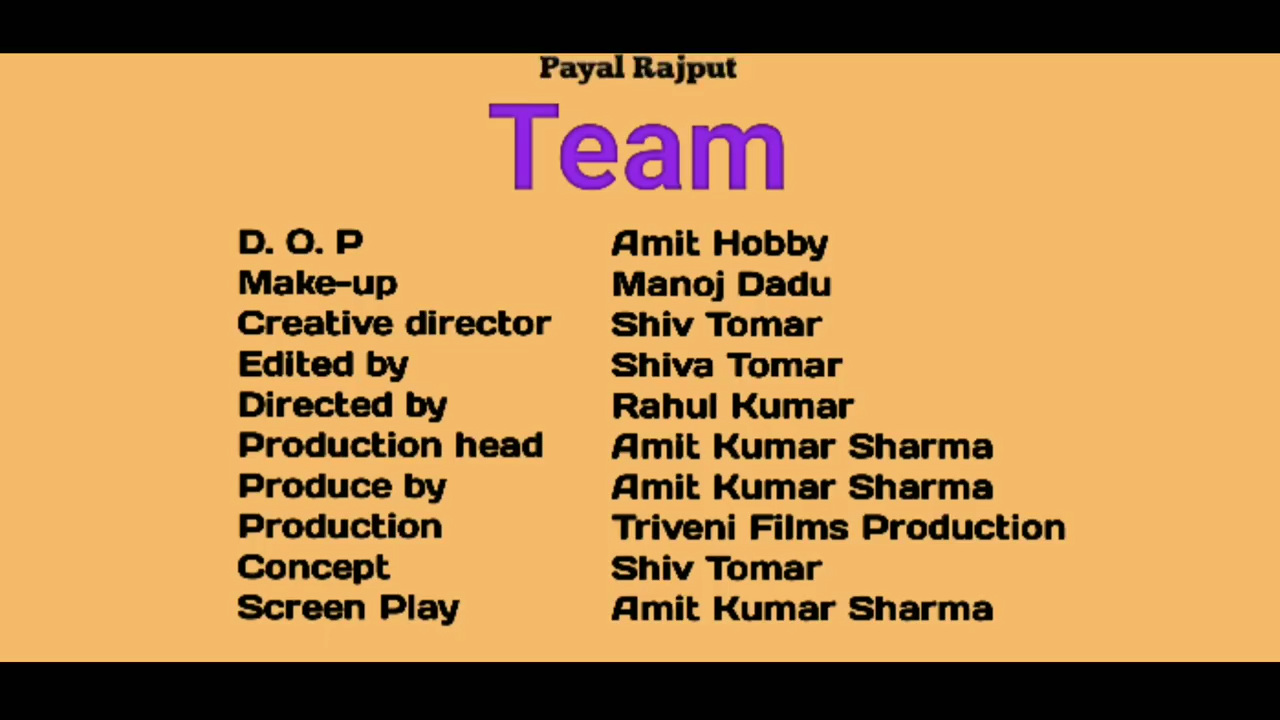 Payal Rajput
Team
D. O. P Amit Hobby
Make-up Manoj Dadu
Creative director Shiv Tomar
Edited by Shiva Tomar
Directed by Rahul Kumar
Production head Amit Kumar Sharma
Produce by Amit Kumar Sharma
Production Triveni Films Production
Concept Shiv Tomar
Screen Play Amit Kumar Sharma